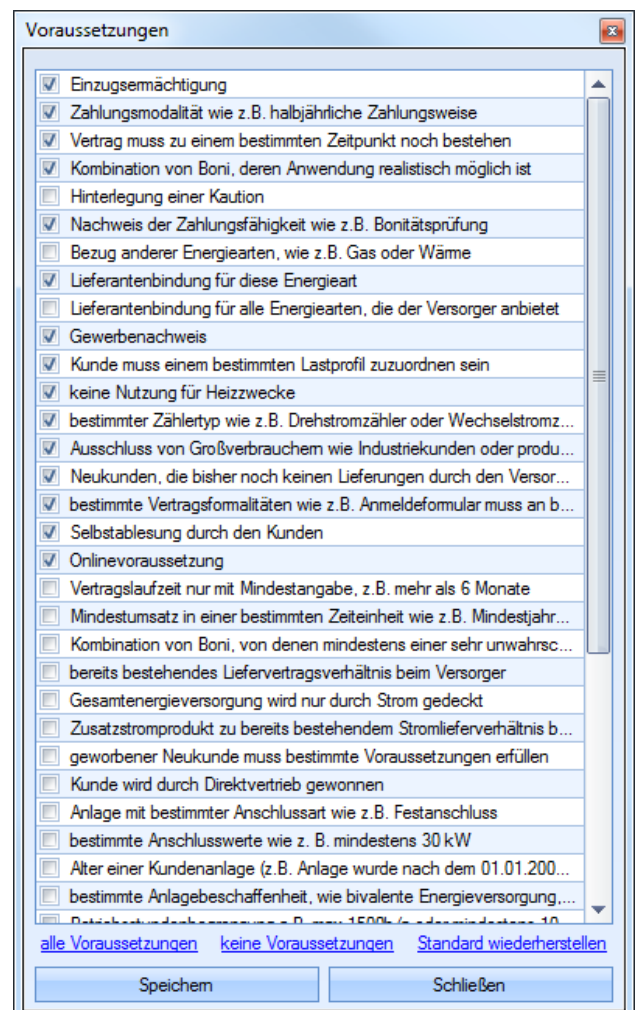 Voraussetzungen
Einzugsermächtigung
Zahlungsmodalität wie z.B. halbjährliche Zahlungsweise
Vertrag muss zu einem bestimmten Zeitpunkt noch bestehen
Kombination von Boni, deren Anwendung realistisch möglich ist
Hinterlegung einer Kaution
Nachweis der Zahlungsfähigkeit wie z.B. Bonitätsprüfung
Bezug anderer Energiearten, wie z.B. Gas oder Wärme
Lieferantenbindung für diese Energieart
Lieferantenbindung für alle Energiearten, die der Versorger anbietet
Gewerbenachweis
Kunde muss einem bestimmten Lastprofil zuzuordnen sein
keine Nutzung für Heizzwecke
bestimmter Zählertyp wie z.B. Drehstromzähler oder Wechselstromz...
Ausschluss von Großverbrauchern wie Industriekunden oder produ...
Neukunden, die bisher noch keinen Lieferungen durch den Versor...
bestimmte Vertragsformalitäten wie z.B. Anmeldeformular muss an b...
Selbstablesung durch den Kunden
Onlinevoraussetzung
Vertragslaufzeit nur mit Mindestangabe, z.B. mehr als 6 Monate
Mindestumsatz in einer bestimmten Zeiteinheit wie z.B. Mindestjahr...
Kombination von Boni, von denen mindestens einer sehr unwahrsc...
bereits bestehendes Liefervertragsverhältnis beim Versorger
Gesamtenergieversorgung wird nur durch Strom gedeckt
Zusatzstromprodukt zu bereits bestehendem Stromlieferverhältnis b...
geworbener Neukunde muss bestimmte Voraussetzungen erfüllen
Kunde wird durch Direktvertrieb gewonnen
Anlage mit bestimmter Anschlussart wie z.B. Festanschluss
bestimmte Anschlusswerte wie z. B. mindestens 30 kW
Alter einer Kundenanlage (z.B. Anlage wurde nach dem 01.01.200...
bestimmte Anlagebeschaffenheit, wie bivalente Energieversorgung,...
Betriebsstundenbegrenzung z.B. max 1500h/a oder mindestens 10...
alle Voraussetzungen keine Voraussetzungen Standard wiederherstellen
Speichern Schließen